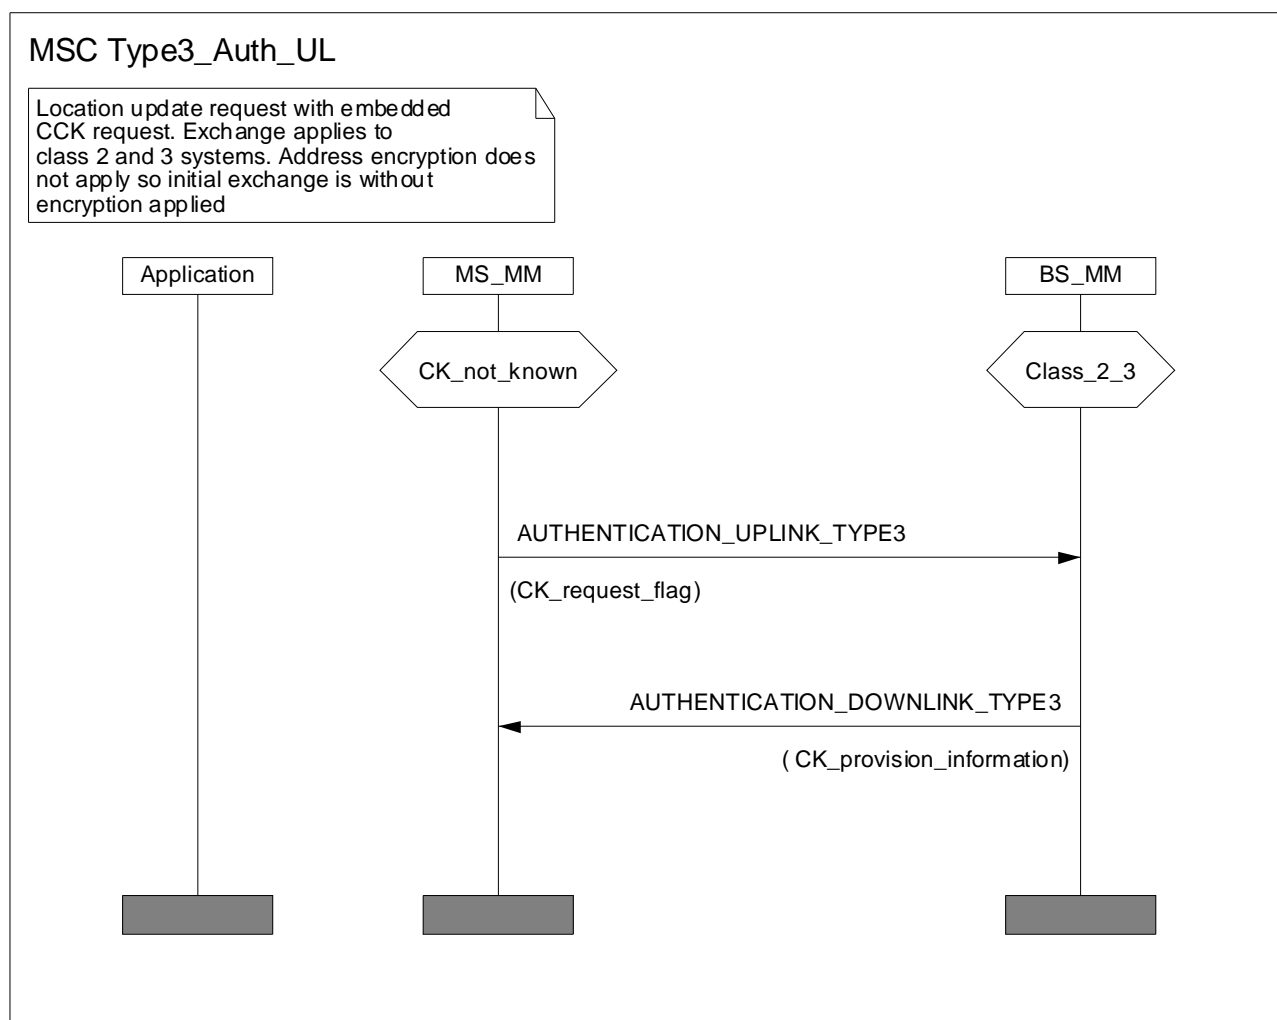 MSC Type3_Auth_UL
Location update request with embedded
CCK request. Exchange applies to
class 2 and 3 systems. Address encryption does
not apply so initial exchange is without
encryption applied
Application
MS_MM
BS_MM
CK_not_known
Class_2_3
AUTHENTICATION_UPLINK_TYPE3
(CK_request_flag)
AUTHENTICATION_DOWNLINK_TYPE3
( CK_provision_information)